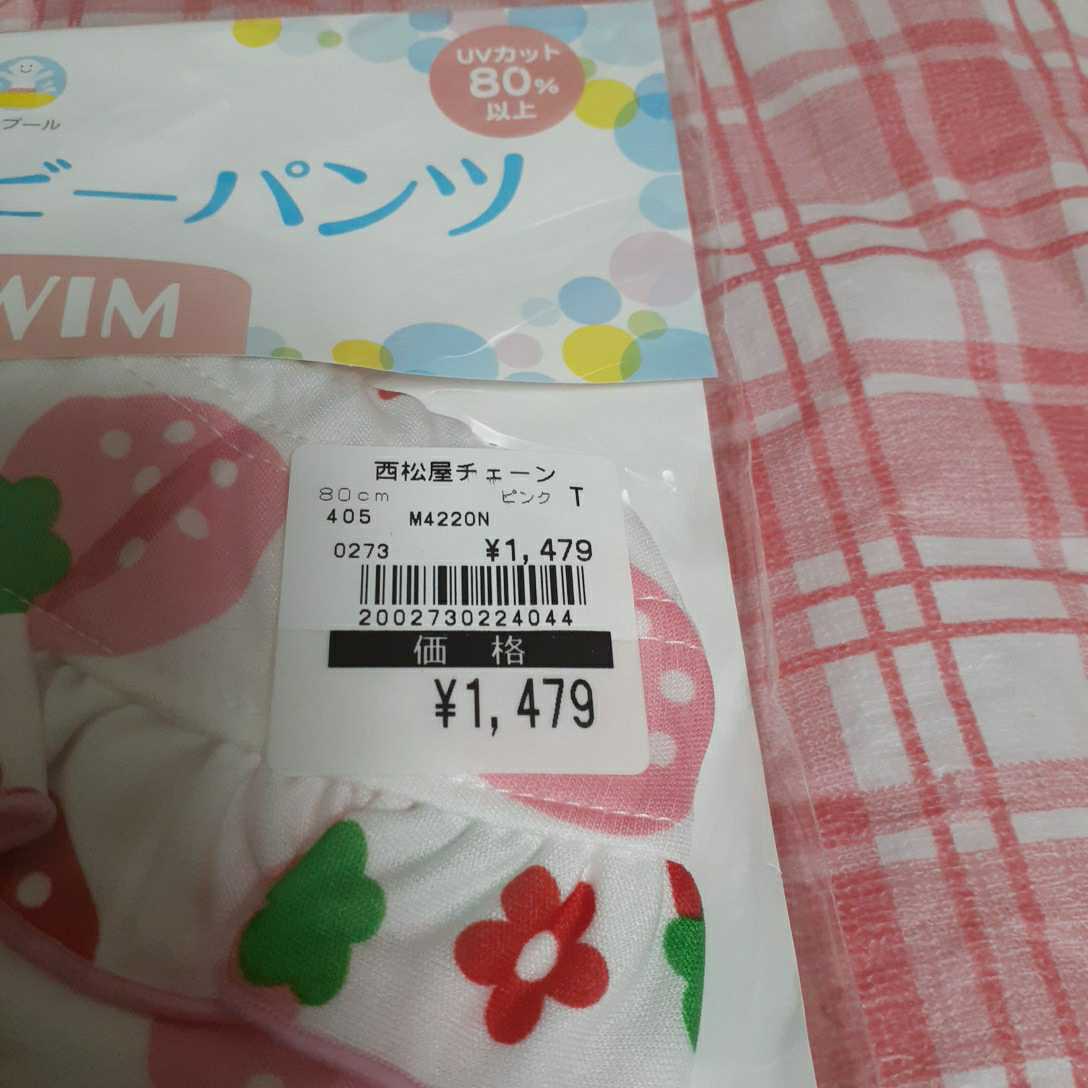 UVカット
80%
以上
プール
ビーパンツ
WIM
西松屋チェーン
80cm ピンク T
405 M4220N
0273 ¥1,479
2002730224044
価格
¥1,479